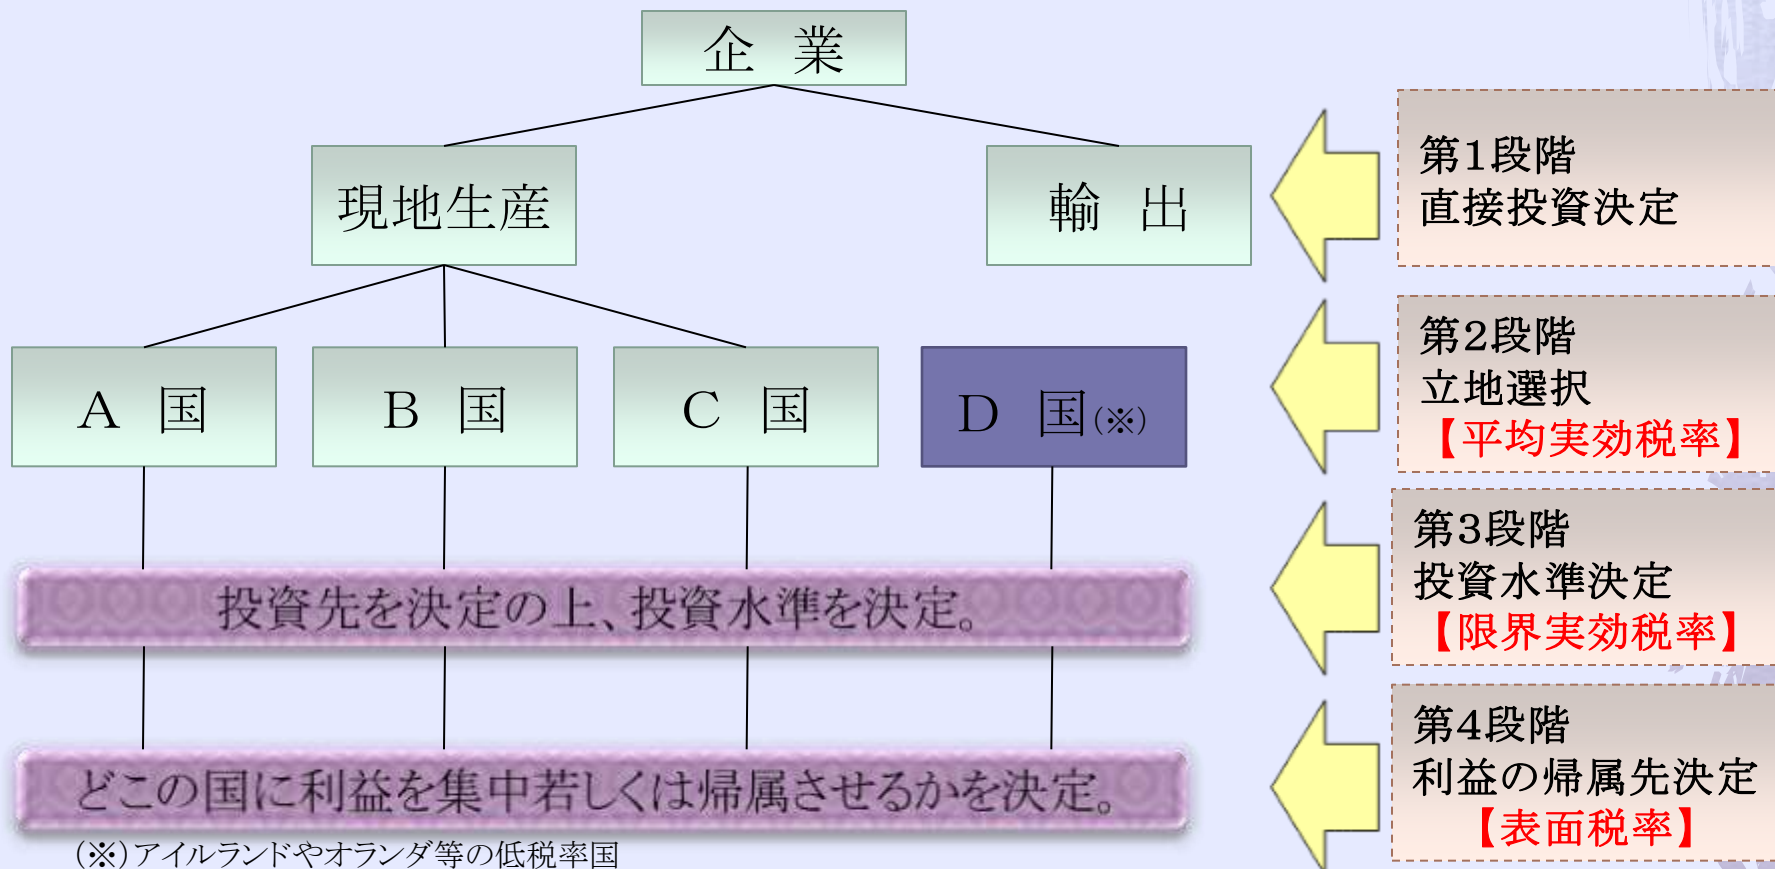 企　業
現地生産
輸　出
第1段階
直接投資決定
A　国
B　国
C　国
D　国(※)
第2段階
立地選択
【平均実効税率】
投資先を決定の上、投資水準を決定。
第3段階
投資水準決定
【限界実効税率】
どこの国に利益を集中若しくは帰属させるかを決定。
第4段階
利益の帰属先決定
【表面税率】
(※)アイルランドやオランダ等の低税率国